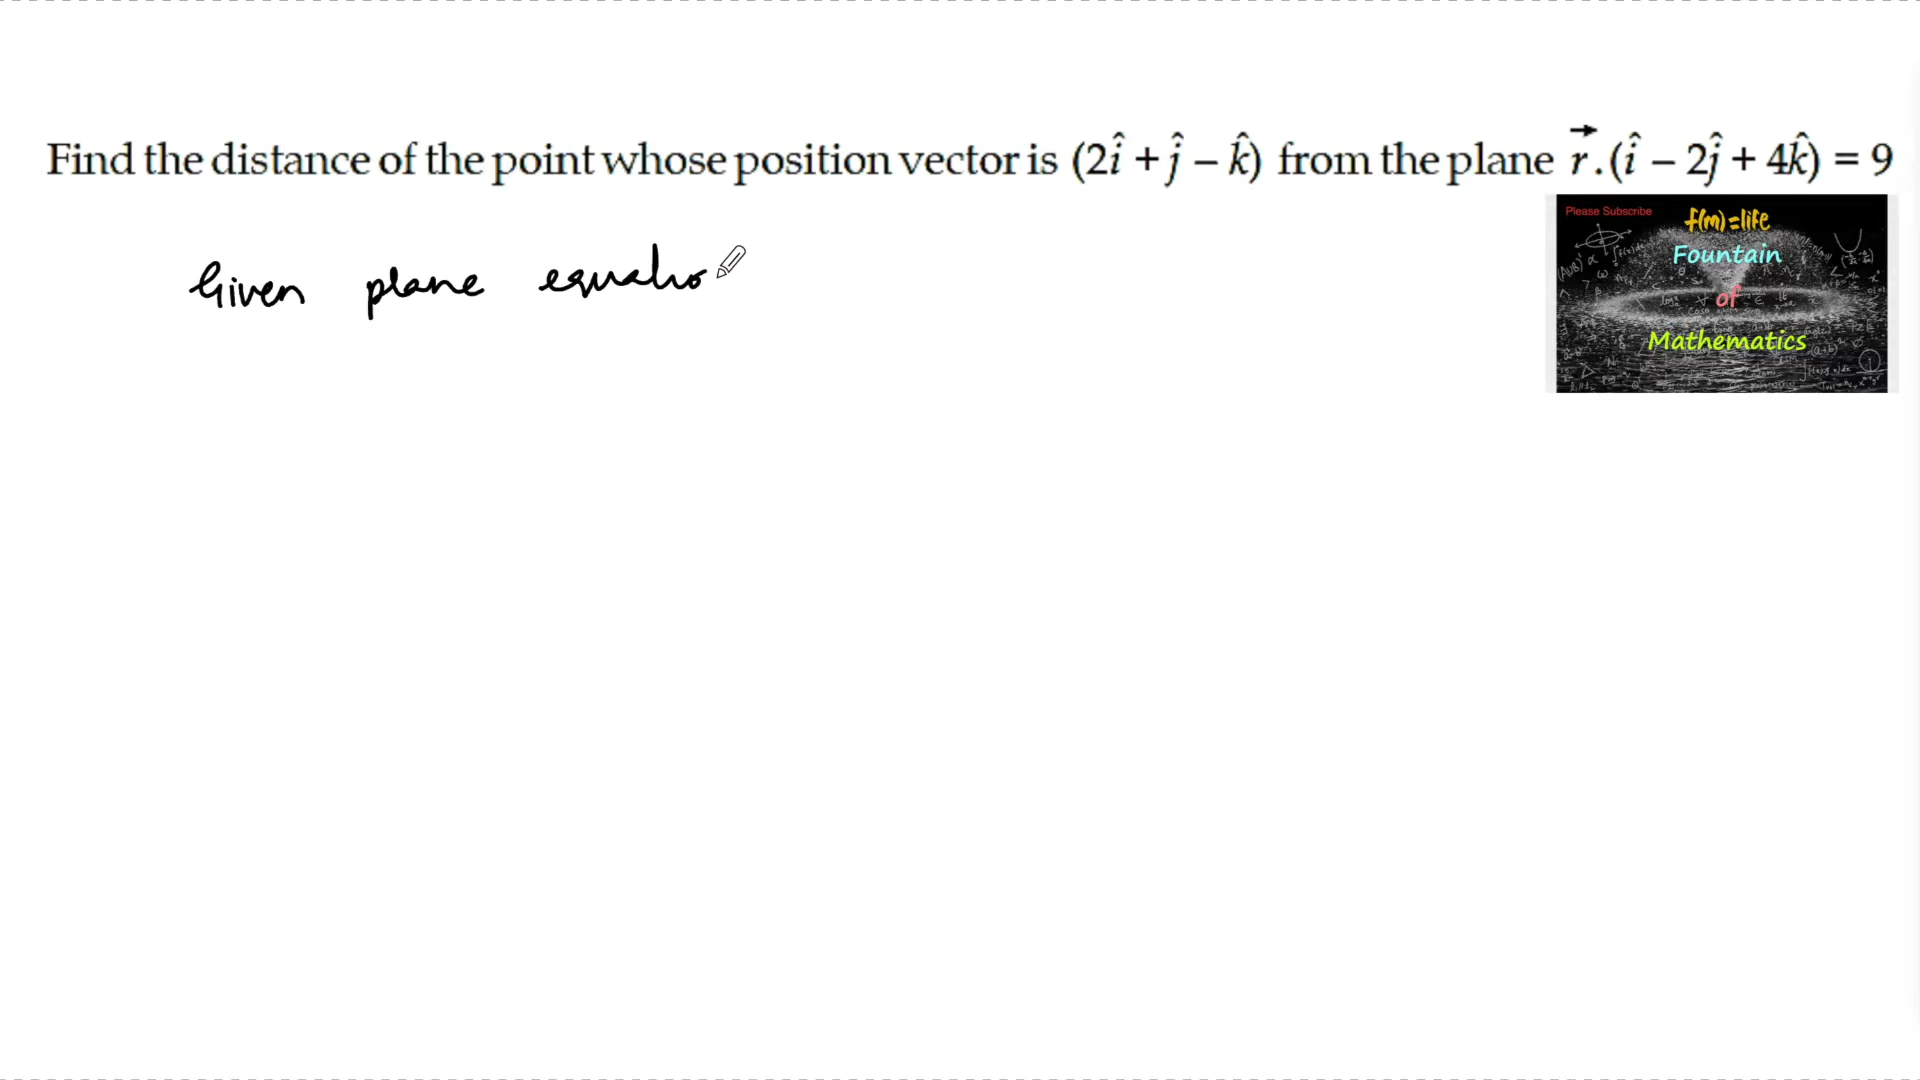 Find the distance of the point whose position vector is (2î + ĵ − k̂) from the plane r⃗.(î − 2ĵ + 4k̂) = 9
Please Subscribe
f(m)=life
Fountain
of
Mathematics
Given plane equatio